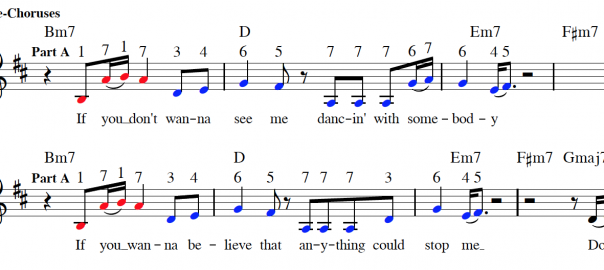 e-Choruses
Bm7 D Em7 F#m7
Part A 1 7 1 7 3 4 6 5 7 7 7 6 7 6 4 5
If you_don't wan-na see me danc-in' with some-bod-y
Bm7 D Em7 F#m7 Gmaj7
Part A 1 7 1 7 3 4 6 5 7 7 7 3 6 4 5
If you_wan-na be-lieve that an-y-thing could stop me_ Do